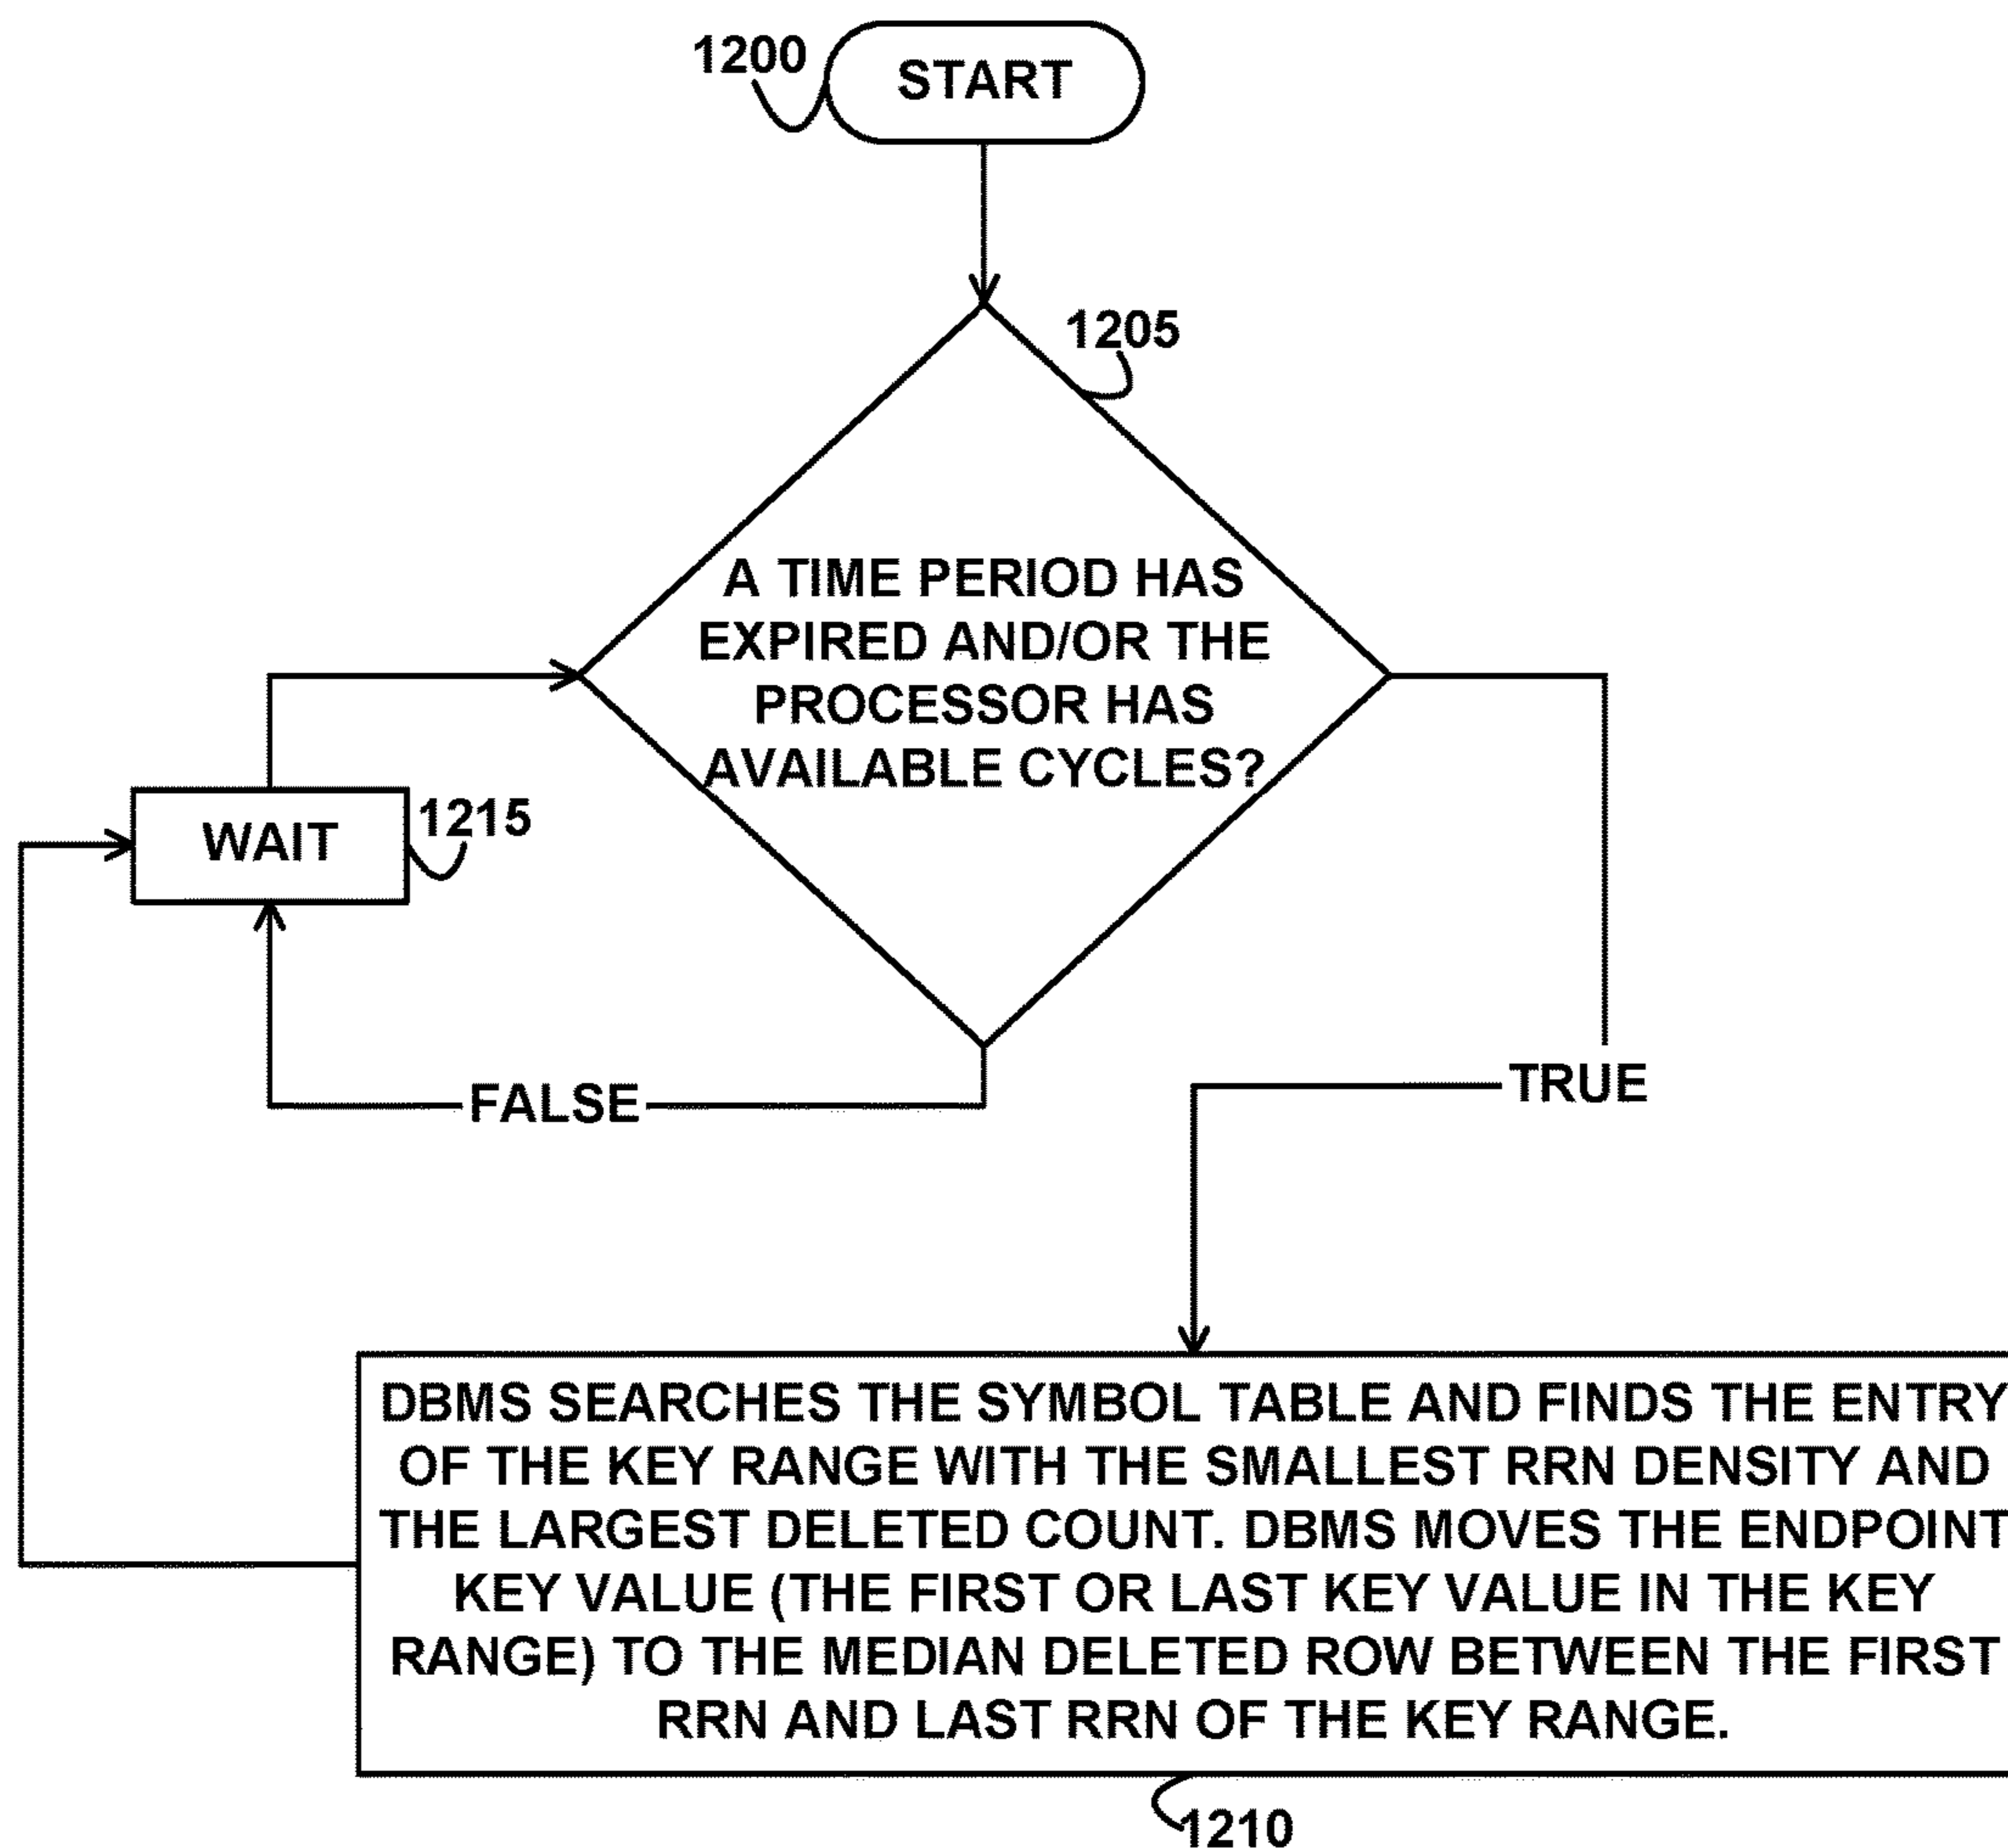 1200
START
1205
A TIME PERIOD HAS
EXPIRED AND/OR THE
PROCESSOR HAS
AVAILABLE CYCLES?
WAIT
1215
FALSE
TRUE
DBMS SEARCHES THE SYMBOL TABLE AND FINDS THE ENTRY
OF THE KEY RANGE WITH THE SMALLEST RRN DENSITY AND
THE LARGEST DELETED COUNT. DBMS MOVES THE ENDPOINT
KEY VALUE (THE FIRST OR LAST KEY VALUE IN THE KEY
RANGE) TO THE MEDIAN DELETED ROW BETWEEN THE FIRST
RRN AND LAST RRN OF THE KEY RANGE.
1210